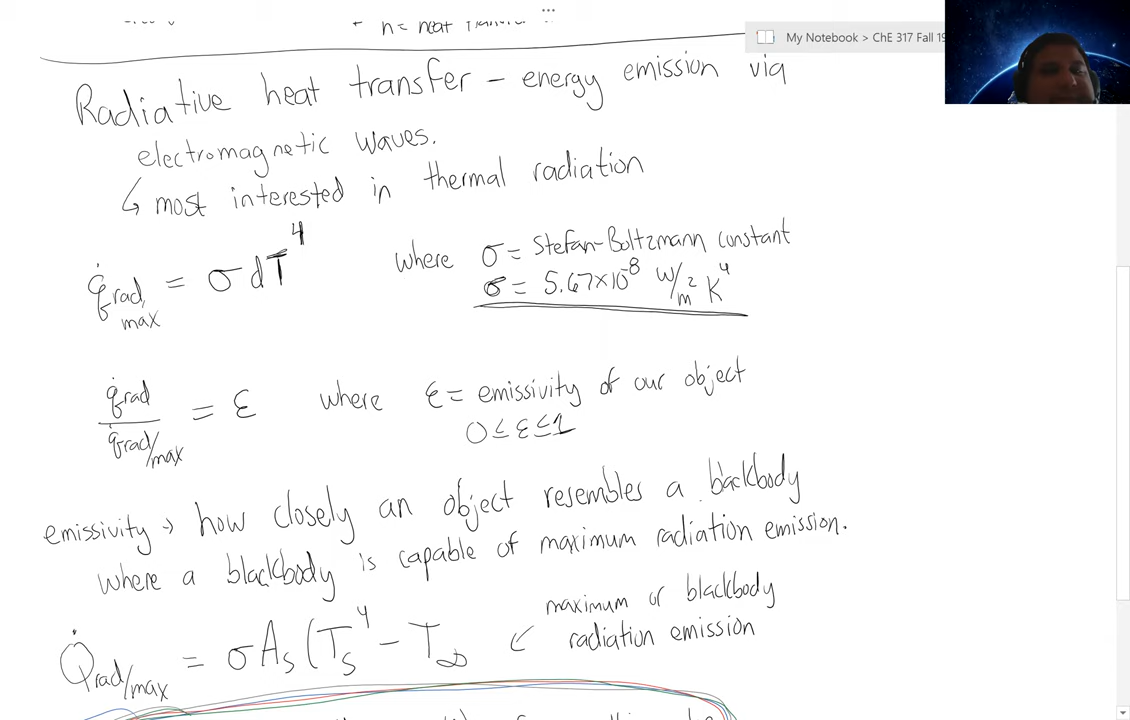 h = heat transfer
My Notebook > ChE 317 Fall 19
Radiative heat transfer - energy emission via
electromagnetic waves.
↳ most interested in thermal radiation
q̇rad, max = σ dT⁴ where σ = Stefan-Boltzmann constant
σ = 5.67×10⁻⁸ W/m² K⁴
q̇rad / q̇rad/max = ε where ε = emissivity of our object
0 ≤ ε ≤ 1
emissivity → how closely an object resembles a blackbody
where a blackbody is capable of maximum radiation emission.
Q̇rad/max = σAs (Ts⁴ - T∞ ← maximum or blackbody
radiation emission